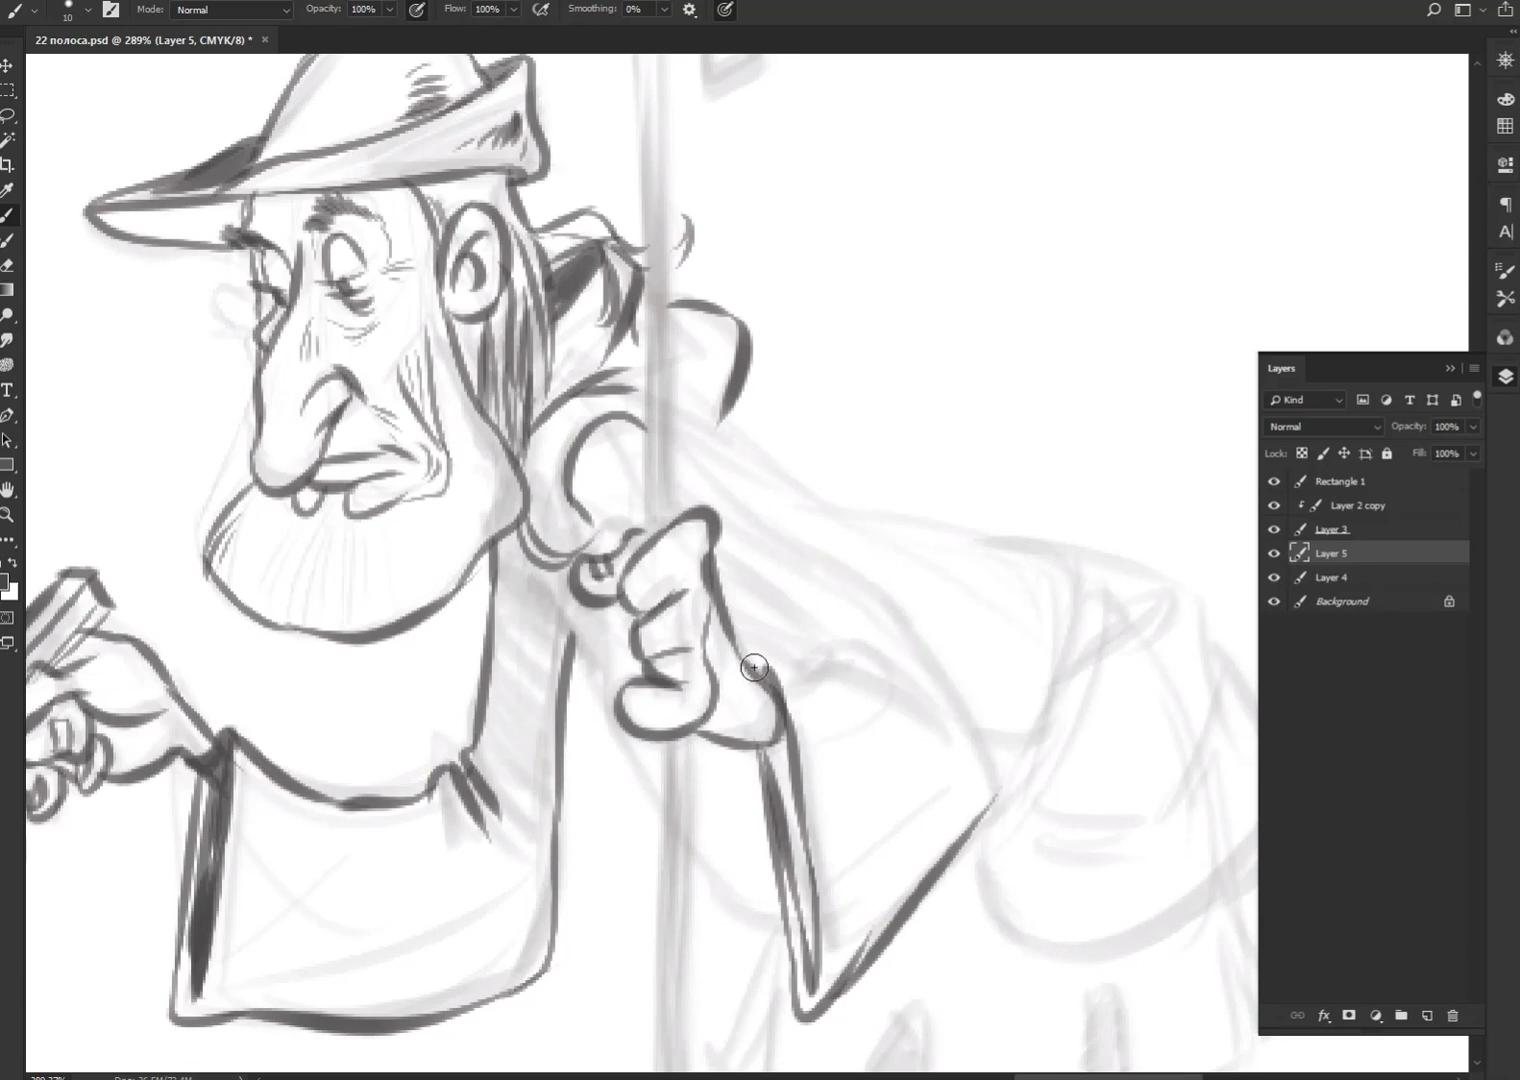 10
Mode: Normal
Opacity: 100%
Flow: 100%
Smoothing: 0%
22 полоса.psd @ 289% (Layer 5, CMYK/8) *
Layers
Kind
Normal
Opacity: 100%
Lock:
Fill: 100%
Rectangle 1
Layer 2 copy
Layer 3
Layer 5
Layer 4
Background